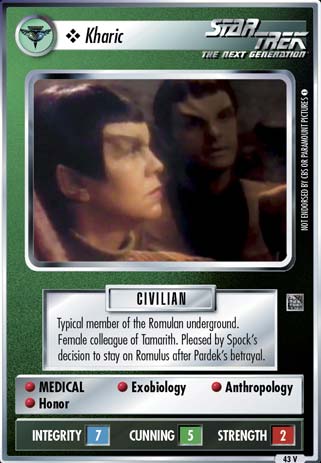 ❖ Kharic
STAR TREK
THE NEXT GENERATION
NOT ENDORSED BY CBS OR PARAMOUNT PICTURES
CIVILIAN
Typical member of the Romulan underground.
Female colleague of Tamarith. Pleased by Spock's
decision to stay on Romulus after Pardek's betrayal.
MEDICAL Exobiology Anthropology
Honor
INTEGRITY 7 CUNNING 5 STRENGTH 2
43 V